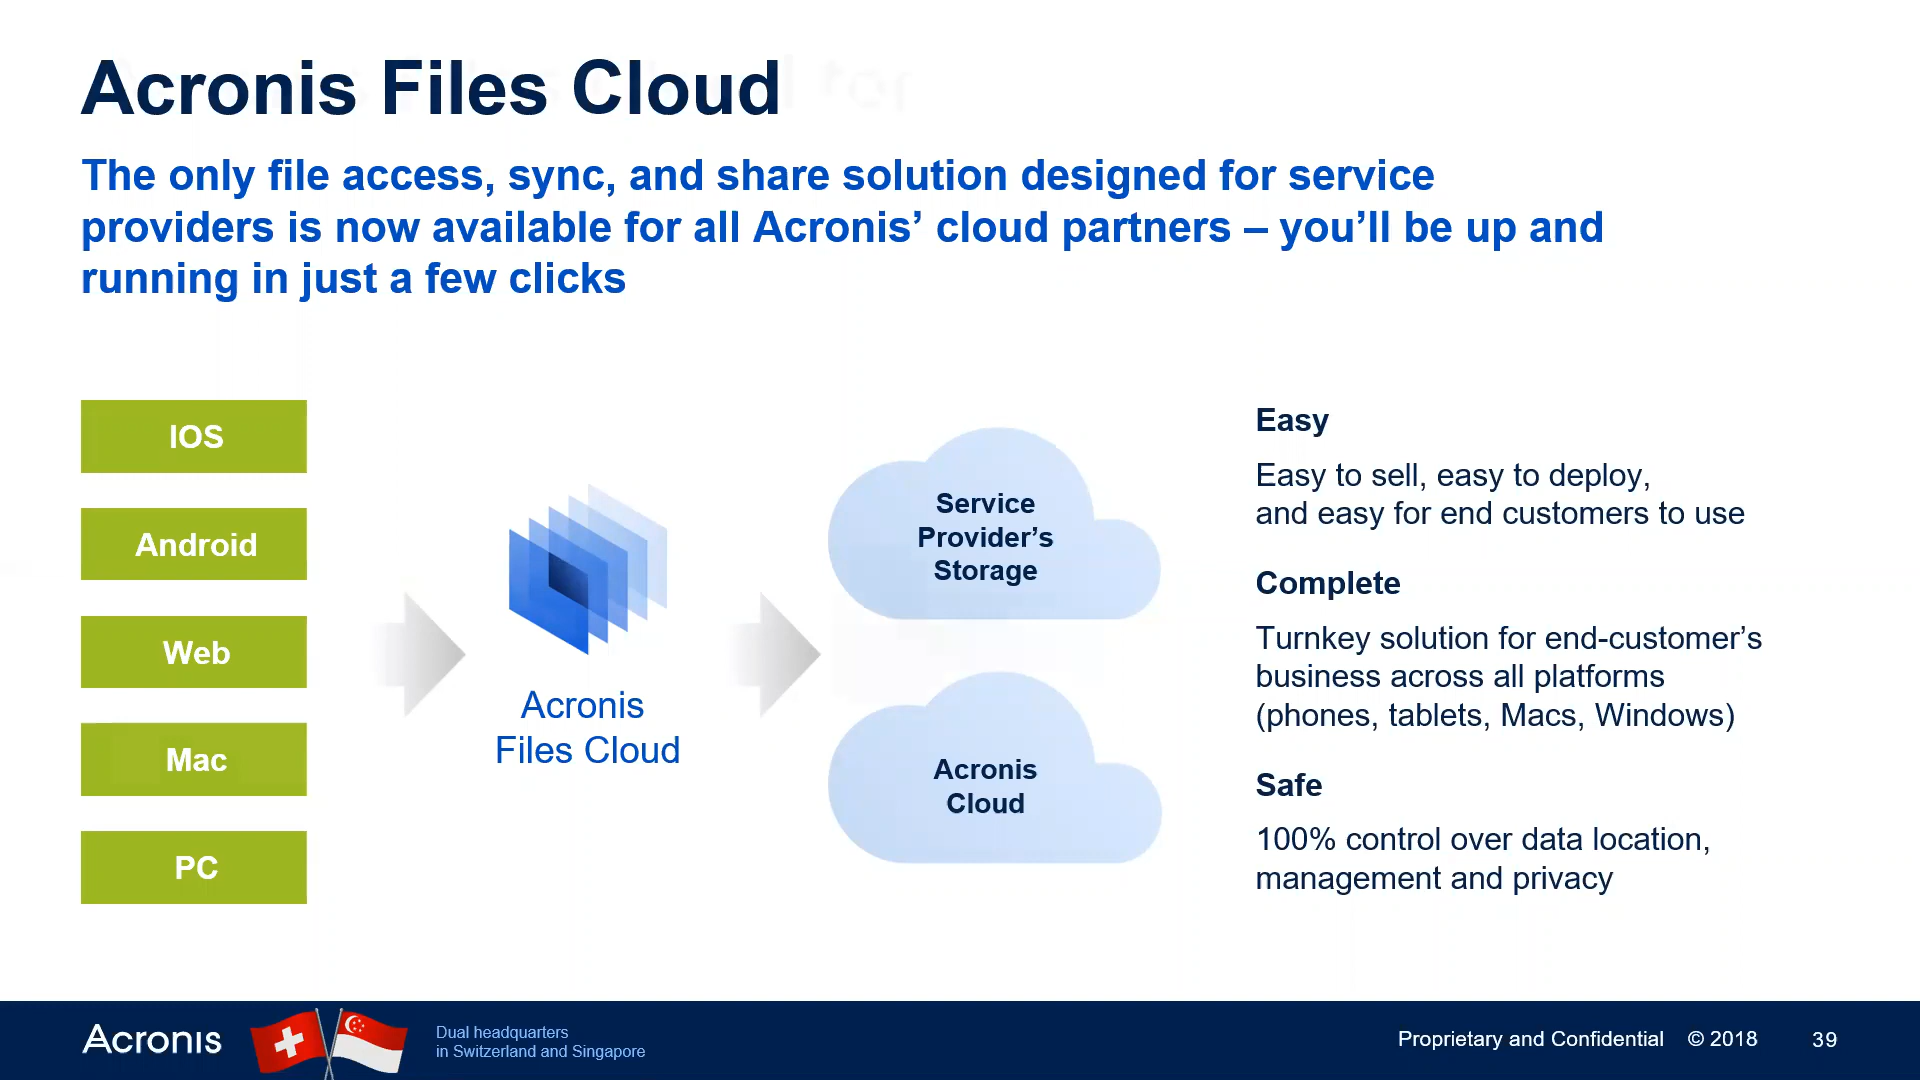 Acronis Files Cloud
The only file access, sync, and share solution designed for service
providers is now available for all Acronis’ cloud partners – you’ll be up and
running in just a few clicks
IOS
Android
Web
Mac
PC
Acronis
Files Cloud
Service
Provider’s
Storage
Acronis
Cloud
Easy
Easy to sell, easy to deploy,
and easy for end customers to use
Complete
Turnkey solution for end-customer’s
business across all platforms
(phones, tablets, Macs, Windows)
Safe
100% control over data location,
management and privacy
Acronis
Dual headquarters
in Switzerland and Singapore
Proprietary and Confidential © 2018 39